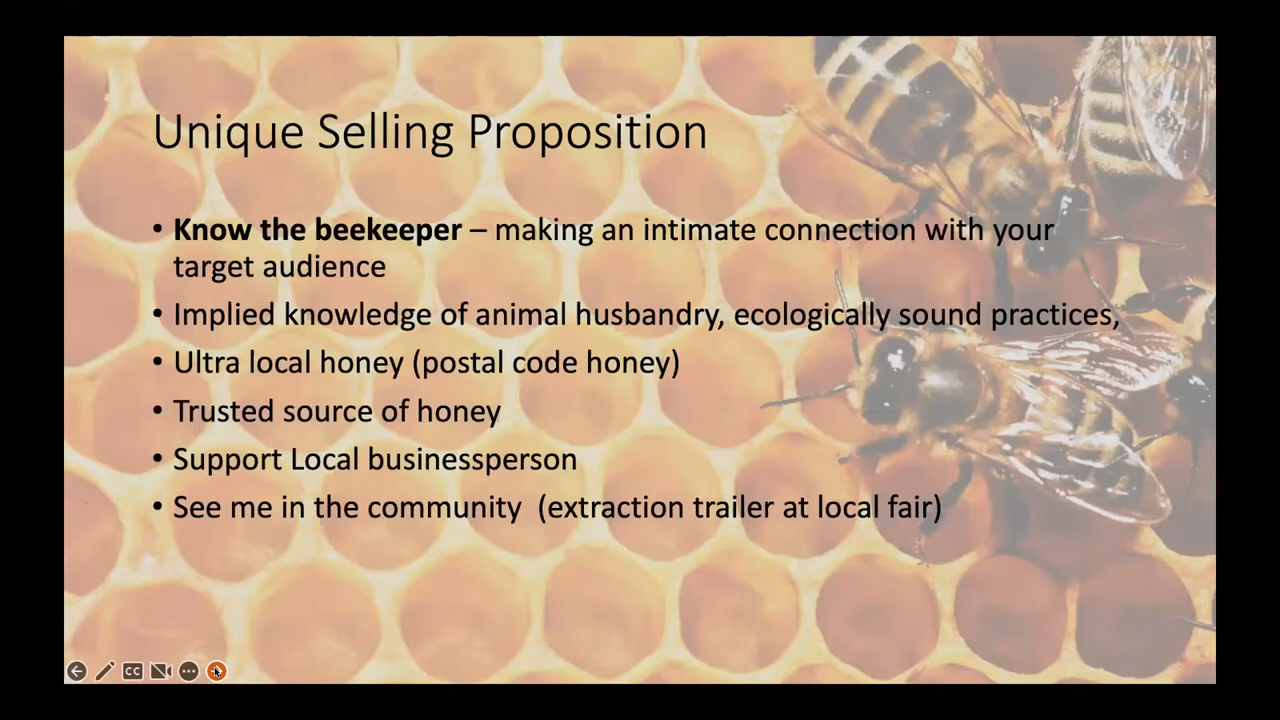 Unique Selling Proposition
• Know the beekeeper – making an intimate connection with your
target audience
• Implied knowledge of animal husbandry, ecologically sound practices,
• Ultra local honey (postal code honey)
• Trusted source of honey
• Support Local businessperson
• See me in the community  (extraction trailer at local fair)
CC